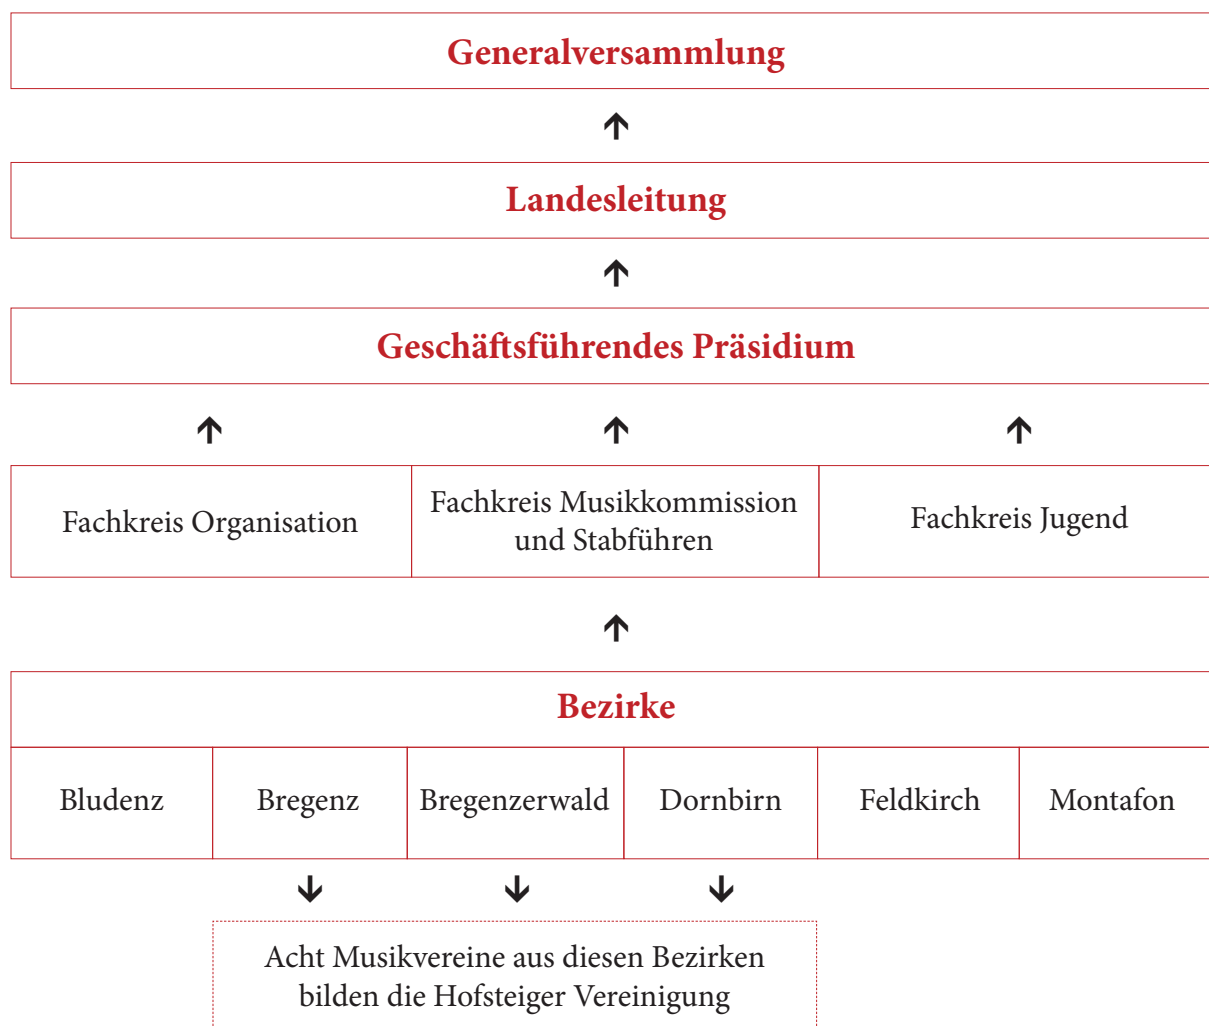 Generalversammlung
Landesleitung
Geschäftsführendes Präsidium
Fachkreis Organisation
Fachkreis Musikkommission
und Stabführen
Fachkreis Jugend
Bezirke
Bludenz
Bregenz
Bregenzerwald
Dornbirn
Feldkirch
Montafon
Acht Musikvereine aus diesen Bezirken
bilden die Hofsteiger Vereinigung